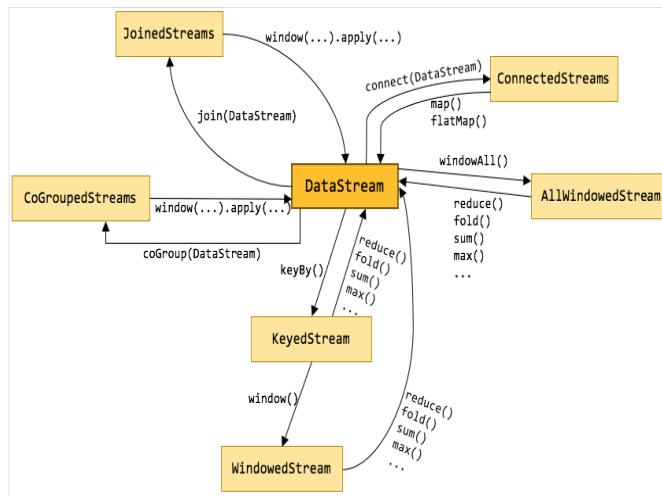 JoinedStreams
window(...).apply(...)
connect(DataStream)
ConnectedStreams
map()
flatMap()
join(DataStream)
windowAll()
DataStream
CoGroupedStreams
window(...).apply(...)
AllWindowedStream
reduce()
fold()
sum()
max()
...
coGroup(DataStream)
keyBy()
reduce()
fold()
sum()
max()
...
KeyedStream
window()
reduce()
fold()
sum()
max()
...
WindowedStream